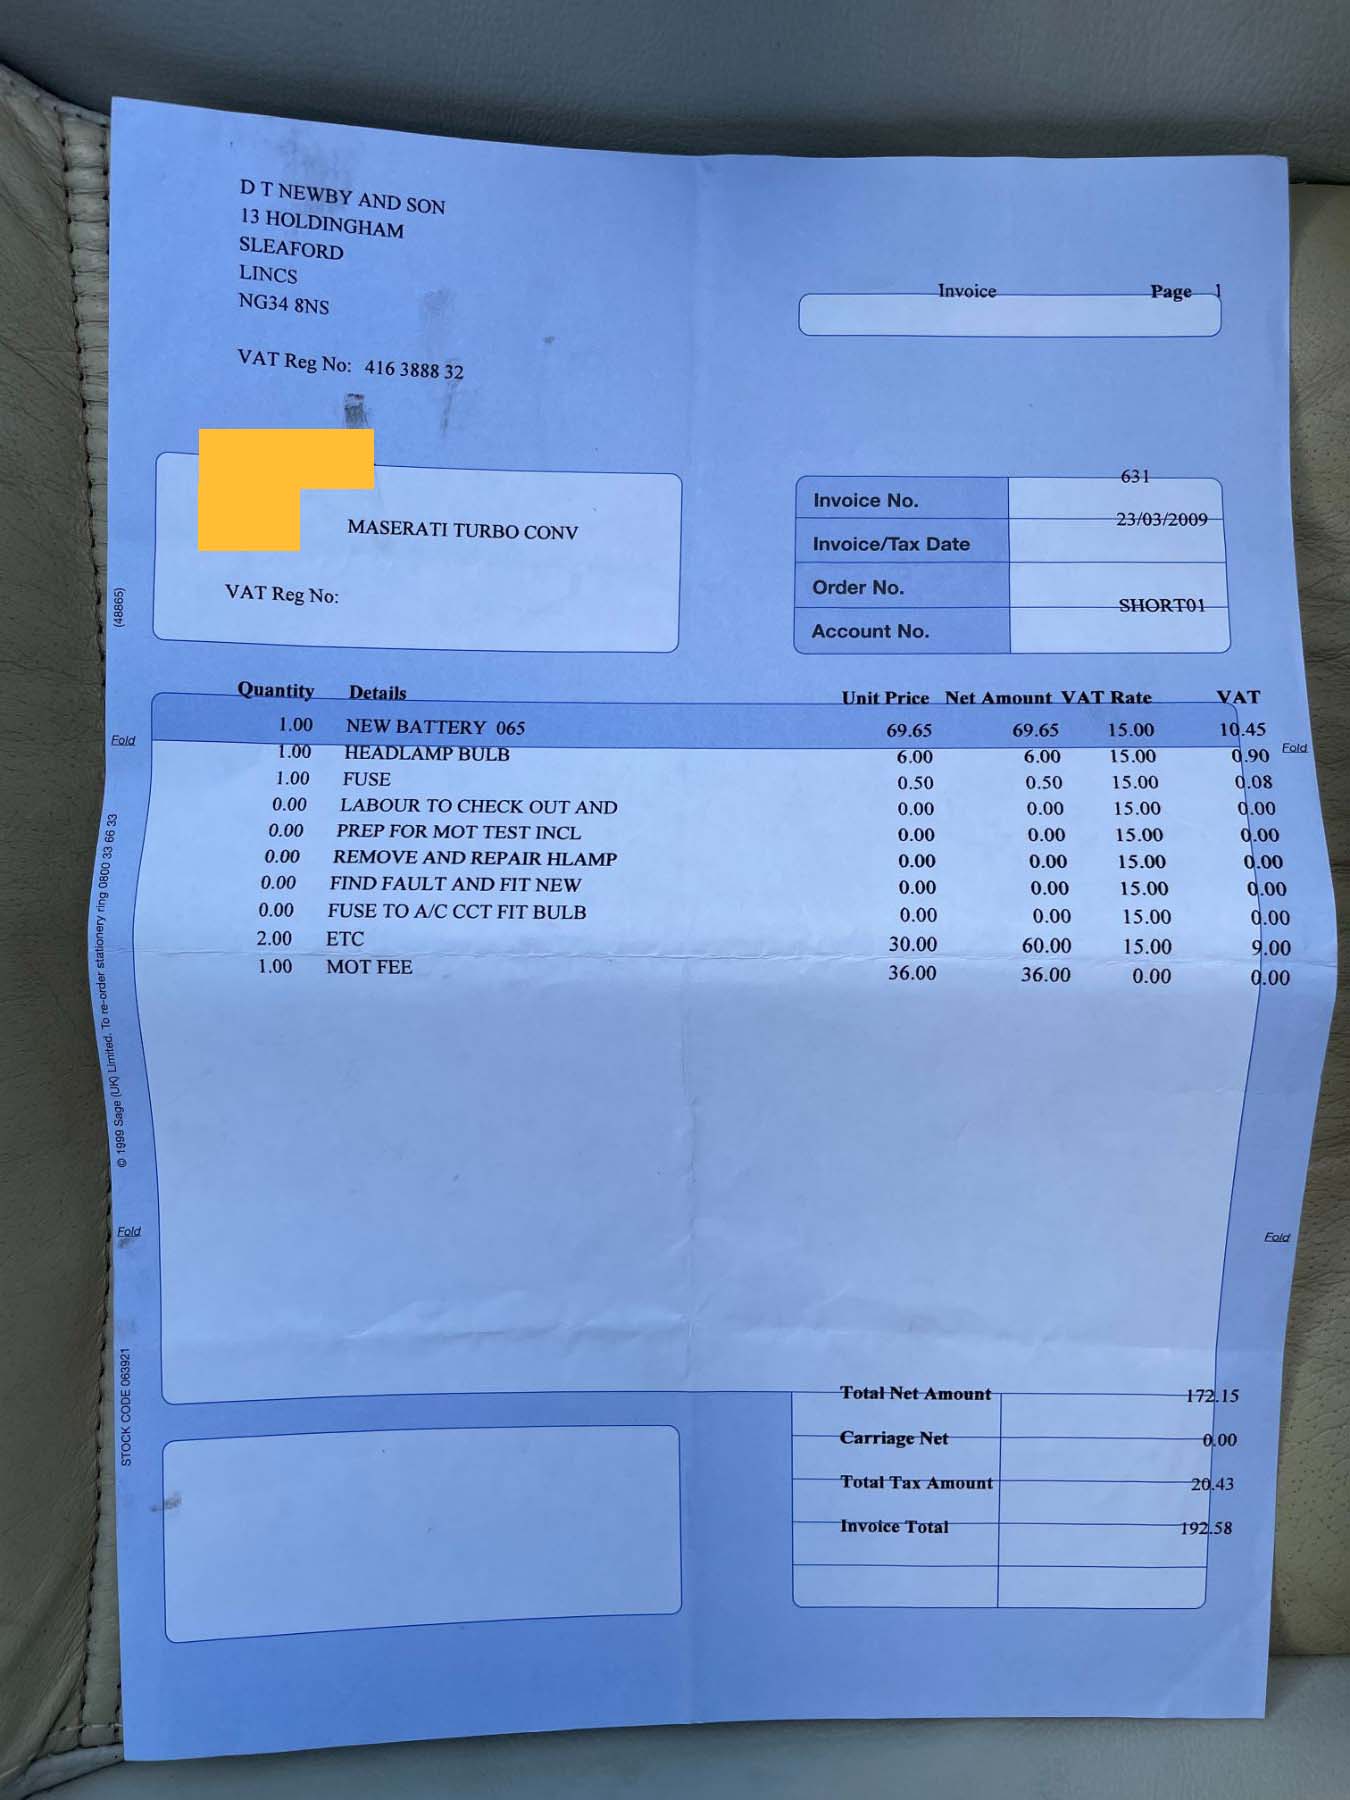 D T NEWBY AND SON
13 HOLDINGHAM
SLEAFORD
LINCS
NG34 8NS
VAT Reg No: 416 3888 32
Invoice Page 1
MASERATI TURBO CONV
VAT Reg No:
631
Invoice No.
23/03/2009
Invoice/Tax Date
Order No.
SHORT01
Account No.
(48865)
Quantity Details Unit Price Net Amount VAT Rate VAT
1.00 NEW BATTERY 065 69.65 69.65 15.00 10.45
1.00 HEADLAMP BULB 6.00 6.00 15.00 0.90
1.00 FUSE 0.50 0.50 15.00 0.08
0.00 LABOUR TO CHECK OUT AND 0.00 0.00 15.00 0.00
0.00 PREP FOR MOT TEST INCL 0.00 0.00 15.00 0.00
0.00 REMOVE AND REPAIR HLAMP 0.00 0.00 15.00 0.00
0.00 FIND FAULT AND FIT NEW 0.00 0.00 15.00 0.00
0.00 FUSE TO A/C CCT FIT BULB 0.00 0.00 15.00 0.00
2.00 ETC 30.00 60.00 15.00 9.00
1.00 MOT FEE 36.00 36.00 0.00 0.00
Fold
Fold
© 1999 Sage (UK) Limited. To re-order stationery ring 0800 33 66 33
Fold
Fold
STOCK CODE 063921
Total Net Amount 172.15
Carriage Net 0.00
Total Tax Amount 20.43
Invoice Total 192.58